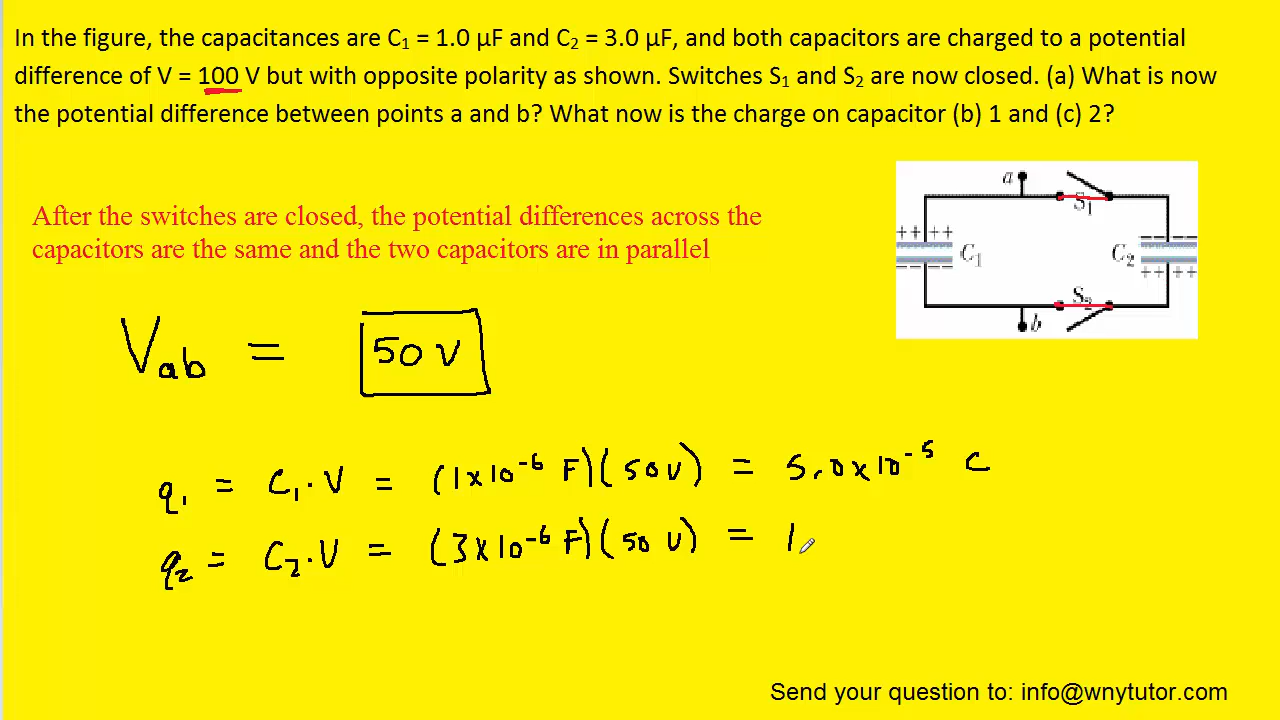 In the figure, the capacitances are C₁ = 1.0 μF and C₂ = 3.0 μF, and both capacitors are charged to a potential
difference of V = 100 V but with opposite polarity as shown. Switches S₁ and S₂ are now closed. (a) What is now
the potential difference between points a and b? What now is the charge on capacitor (b) 1 and (c) 2?
After the switches are closed, the potential differences across the
capacitors are the same and the two capacitors are in parallel
a
S₁
++ ++
-- --
C₁
C₂
-- --
++ ++
S₂
b
Vab = 50 V
q₁ = C₁·V = (1x10⁻⁶ F)(50V) = 5.0x10⁻⁵ C
q₂ = C₂·V = (3x10⁻⁶ F)(50 V) = 1
Send your question to: info@wnytutor.com